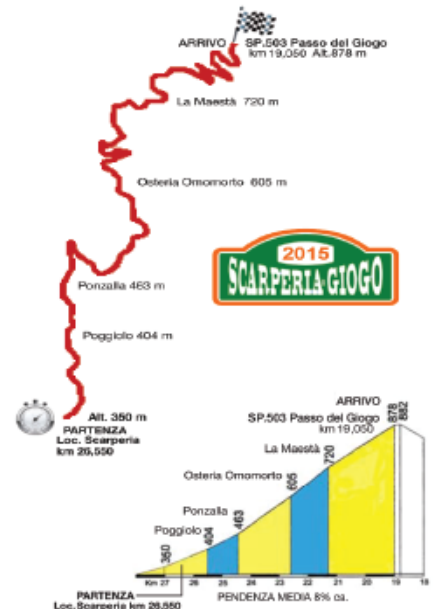 ARRIVO
SP.503 Passo del Giogo
km 19,050 Alt.878 m
La Maestà 720 m
Osteria Omomorto 605 m
2015
SCARPERIA-GIOGO
Ponzalla 463 m
Poggiolo 404 m
Alt. 350 m
PARTENZA
Loc. Scarperia
km 26,550
ARRIVO
SP.503 Passo del Giogo
km 19,050
878
882
La Maestà
720
Osteria Omomorto
605
Ponzalla
463
Poggiolo
404
350
Km 27 26 25 24 23 22 21 20 19 18
PARTENZA
Loc.Scarperia km 26.550
PENDENZA MEDIA 8% ca.